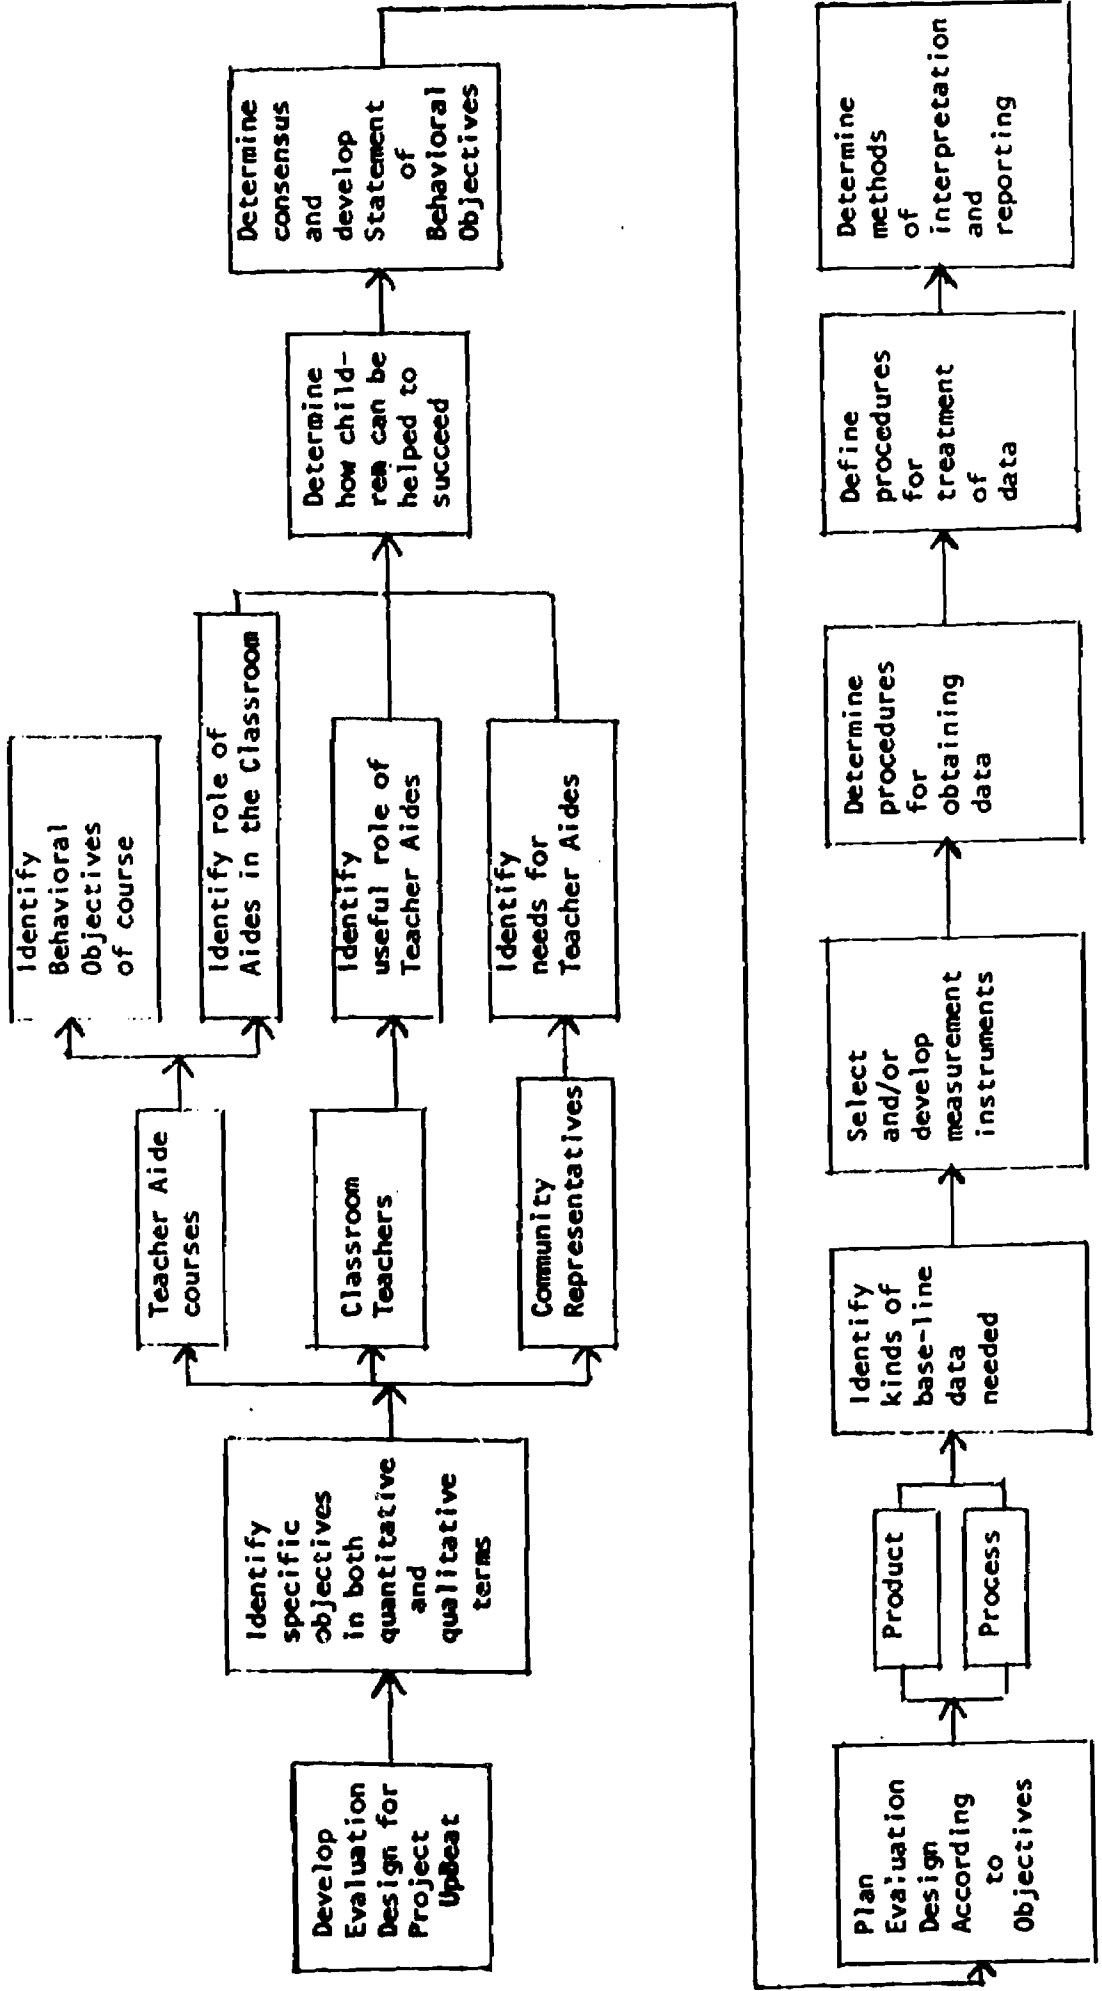 Develop
Evaluation
Design for
Project
UpBeat
Identify
specific
objectives
in both
quantitative
and
qualitative
terms
Teacher Aide
courses
Classroom
Teachers
Community
Representatives
Identify
Behavioral
Objectives
of course
Identify role of
Aides in the Classroom
Identify
useful role of
Teacher Aides
Identify
needs for
Teacher Aides
Determine
how child-
ren can be
helped to
succeed
Determine
consensus
and
develop
Statement
of
Behavioral
Objectives
Plan
Evaluation
Design
According
to
Objectives
Product
Process
Identify
kinds of
base-line
data
needed
Select
and/or
develop
measurement
instruments
Determine
procedures
for
obtaining
data
Define
procedures
for
treatment
of
data
Determine
methods
of
interpretation
and
reporting